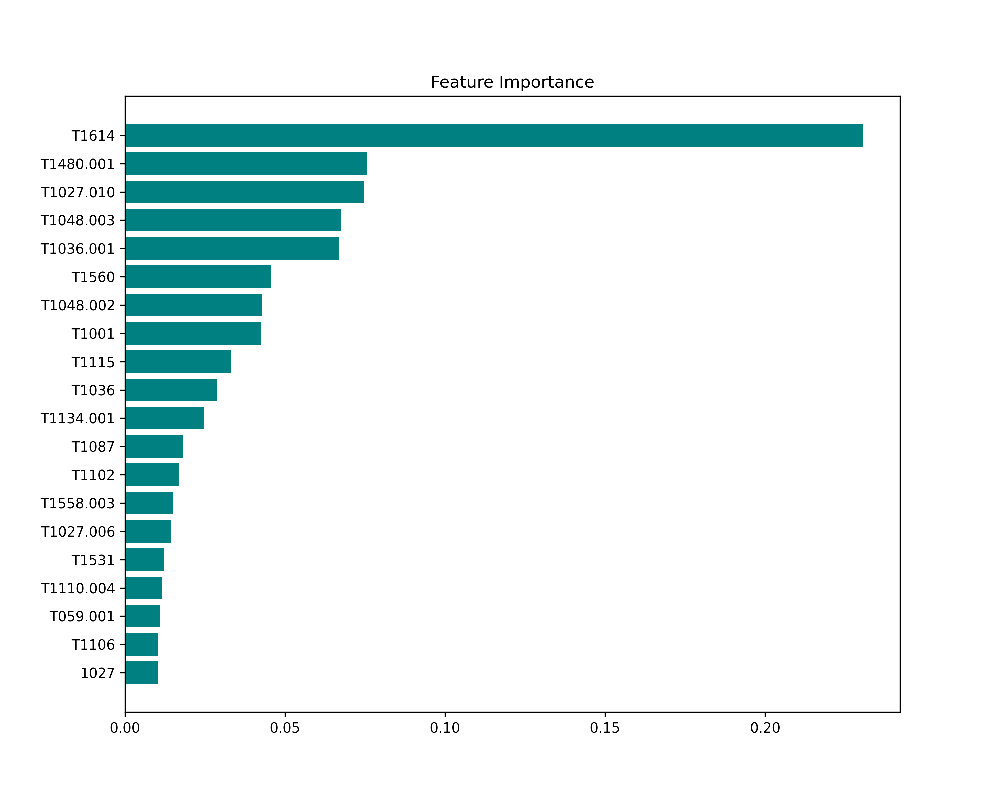 Feature Importance
T1614
T1480.001
T1027.010
T1048.003
T1036.001
T1560
T1048.002
T1001
T1115
T1036
T1134.001
T1087
T1102
T1558.003
T1027.006
T1531
T1110.004
T059.001
T1106
1027
0.00 0.05 0.10 0.15 0.20